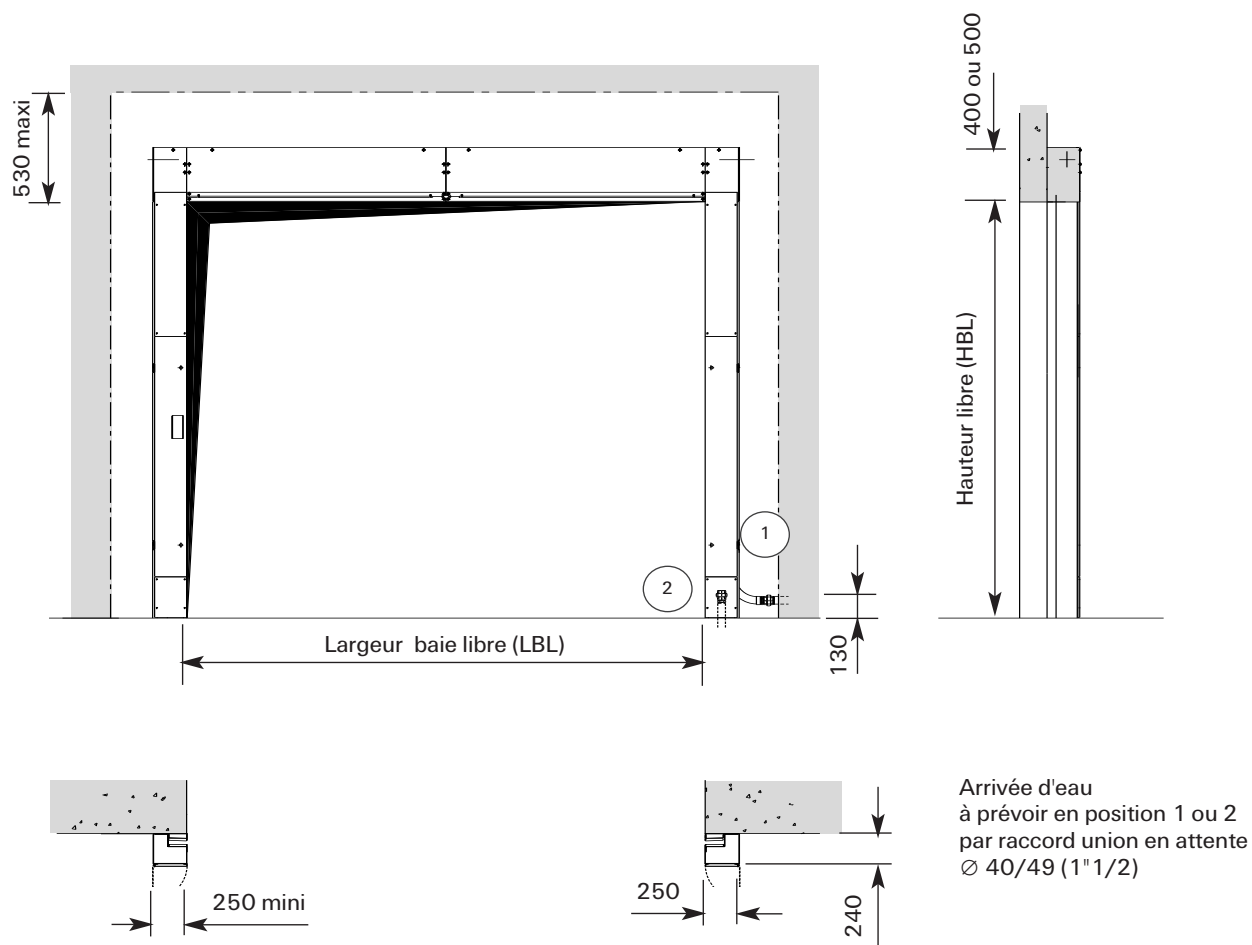 530 maxi
400 ou 500
Hauteur libre (HBL)
1
2
Largeur baie libre (LBL)
130
250 mini
250
240
Arrivée d'eau
à prévoir en position 1 ou 2
par raccord union en attente
∅ 40/49 (1"1/2)